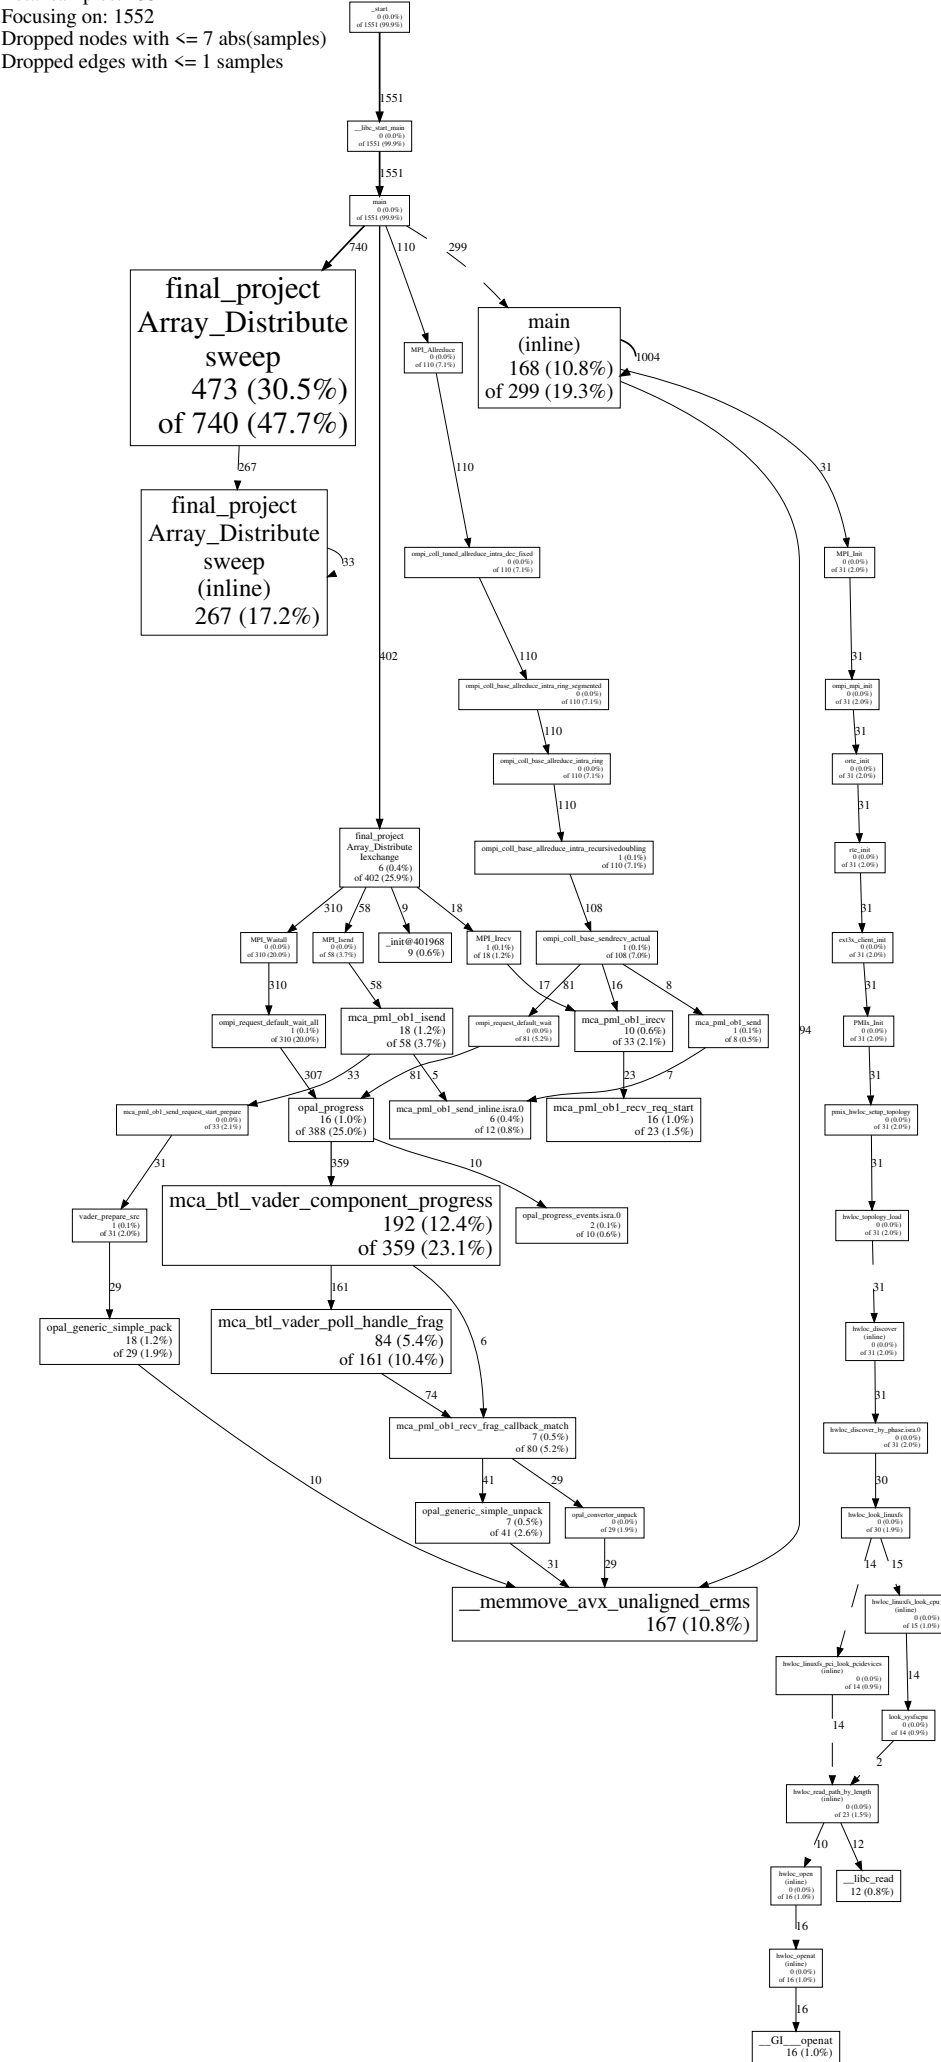 Focusing on: 1552
Dropped nodes with <= 7 abs(samples)
Dropped edges with <= 1 samples
_start
0 (0.0%)
of 1551 (99.9%)
1551
__libc_start_main
0 (0.0%)
of 1551 (99.9%)
1551
main
0 (0.0%)
of 1551 (99.9%)
740
110
299
final_project
Array_Distribute
sweep
473 (30.5%)
of 740 (47.7%)
main
(inline)
168 (10.8%)
of 299 (19.3%)
1004
MPI_Allreduce
0 (0.0%)
of 110 (7.1%)
267
110
31
final_project
Array_Distribute
sweep
(inline)
267 (17.2%)
33
ompi_coll_tuned_allreduce_intra_dec_fixed
0 (0.0%)
of 110 (7.1%)
MPI_Init
0 (0.0%)
of 31 (2.0%)
402
110
31
ompi_coll_base_allreduce_intra_ring_segmented
0 (0.0%)
of 110 (7.1%)
ompi_mpi_init
0 (0.0%)
of 31 (2.0%)
110
31
ompi_coll_base_allreduce_intra_ring
0 (0.0%)
of 110 (7.1%)
orte_init
0 (0.0%)
of 31 (2.0%)
110
31
final_project
Array_Distribute
Iexchange
6 (0.4%)
of 402 (25.9%)
ompi_coll_base_allreduce_intra_recursivedoubling
1 (0.1%)
of 110 (7.1%)
rte_init
0 (0.0%)
of 31 (2.0%)
310
58
9
18
108
31
MPI_Waitall
0 (0.0%)
of 310 (20.0%)
MPI_Isend
0 (0.0%)
of 58 (3.7%)
_init@401968
9 (0.6%)
MPI_Irecv
1 (0.1%)
of 18 (1.2%)
ompi_coll_base_sendrecv_actual
1 (0.1%)
of 108 (7.0%)
ext3x_client_init
0 (0.0%)
of 31 (2.0%)
310
58
17
81
16
8
31
ompi_request_default_wait_all
1 (0.1%)
of 310 (20.0%)
mca_pml_ob1_isend
18 (1.2%)
of 58 (3.7%)
ompi_request_default_wait
0 (0.0%)
of 81 (5.2%)
mca_pml_ob1_irecv
10 (0.6%)
of 33 (2.1%)
mca_pml_ob1_send
1 (0.1%)
of 8 (0.5%)
94
PMIx_Init
0 (0.0%)
of 31 (2.0%)
307
33
81
5
23
7
31
mca_pml_ob1_send_request_start_prepare
0 (0.0%)
of 33 (2.1%)
opal_progress
16 (1.0%)
of 388 (25.0%)
mca_pml_ob1_send_inline.isra.0
6 (0.4%)
of 12 (0.8%)
mca_pml_ob1_recv_req_start
16 (1.0%)
of 23 (1.5%)
pmix_hwloc_setup_topology
0 (0.0%)
of 31 (2.0%)
31
359
10
31
vader_prepare_src
1 (0.1%)
of 31 (2.0%)
mca_btl_vader_component_progress
192 (12.4%)
of 359 (23.1%)
opal_progress_events.isra.0
2 (0.1%)
of 10 (0.6%)
hwloc_topology_load
0 (0.0%)
of 31 (2.0%)
29
161
6
31
opal_generic_simple_pack
18 (1.2%)
of 29 (1.9%)
mca_btl_vader_poll_handle_frag
84 (5.4%)
of 161 (10.4%)
hwloc_discover
(inline)
0 (0.0%)
of 31 (2.0%)
74
31
mca_pml_ob1_recv_frag_callback_match
7 (0.5%)
of 80 (5.2%)
hwloc_discover_by_phase.isra.0
0 (0.0%)
of 31 (2.0%)
10
41
29
30
opal_generic_simple_unpack
7 (0.5%)
of 41 (2.6%)
opal_convertor_unpack
0 (0.0%)
of 29 (1.9%)
hwloc_look_linuxfs
0 (0.0%)
of 30 (1.9%)
31
29
14
15
__memmove_avx_unaligned_erms
167 (10.8%)
hwloc_linuxfs_look_cpu
(inline)
0 (0.0%)
of 15 (1.0%)
hwloc_linuxfs_pci_look_pcidevices
(inline)
0 (0.0%)
of 14 (0.9%)
14
look_sysfscpu
0 (0.0%)
of 14 (0.9%)
14
2
hwloc_read_path_by_length
(inline)
0 (0.0%)
of 23 (1.5%)
10
12
hwloc_open
(inline)
0 (0.0%)
of 16 (1.0%)
__libc_read
12 (0.8%)
16
hwloc_openat
(inline)
0 (0.0%)
of 16 (1.0%)
16
__GI___openat
16 (1.0%)